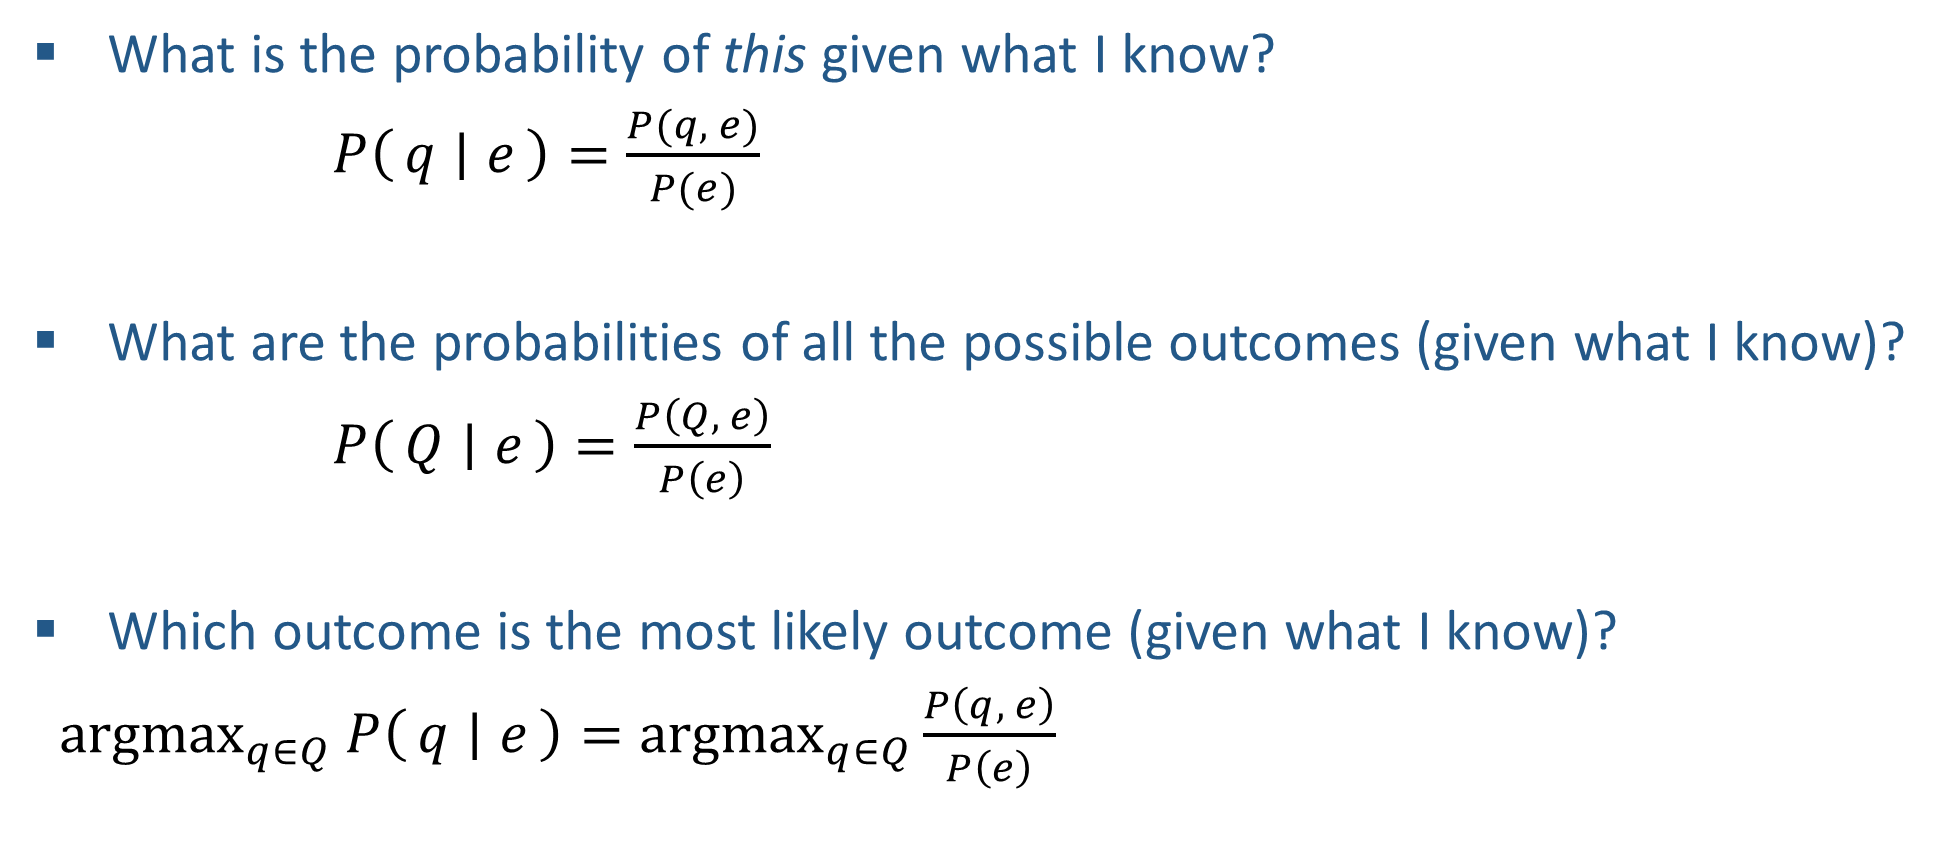 ▪ What is the probability of this given what I know?
P( q | e ) = P(q, e) / P(e)
▪ What are the probabilities of all the possible outcomes (given what I know)?
P( Q | e ) = P(Q, e) / P(e)
▪ Which outcome is the most likely outcome (given what I know)?
argmax_{q∈Q} P( q | e ) = argmax_{q∈Q} P(q, e) / P(e)